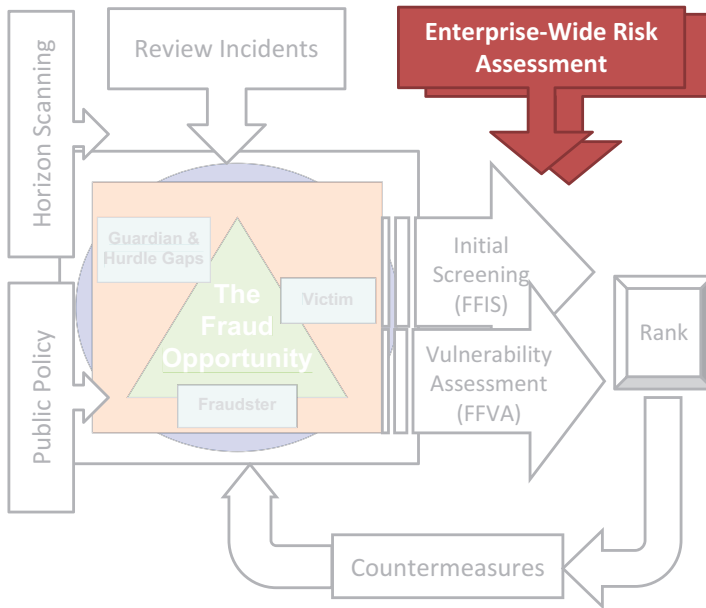 Review Incidents
Enterprise-Wide Risk
Assessment
Horizon Scanning
Guardian &
Hurdle Gaps
Victim
The
Fraud
Opportunity
Fraudster
Public Policy
Initial
Screening
(FFIS)
Vulnerability
Assessment
(FFVA)
Rank
Countermeasures